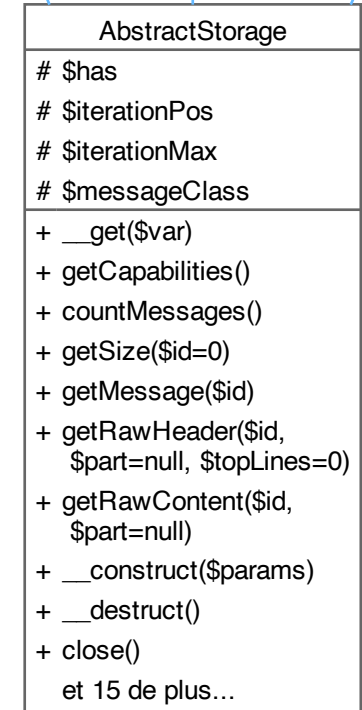 AbstractStorage
# $has
# $iterationPos
# $iterationMax
# $messageClass
+ __get($var)
+ getCapabilities()
+ countMessages()
+ getSize($id=0)
+ getMessage($id)
+ getRawHeader($id,
$part=null, $topLines=0)
+ getRawContent($id,
$part=null)
+ __construct($params)
+ __destruct()
+ close()
et 15 de plus...